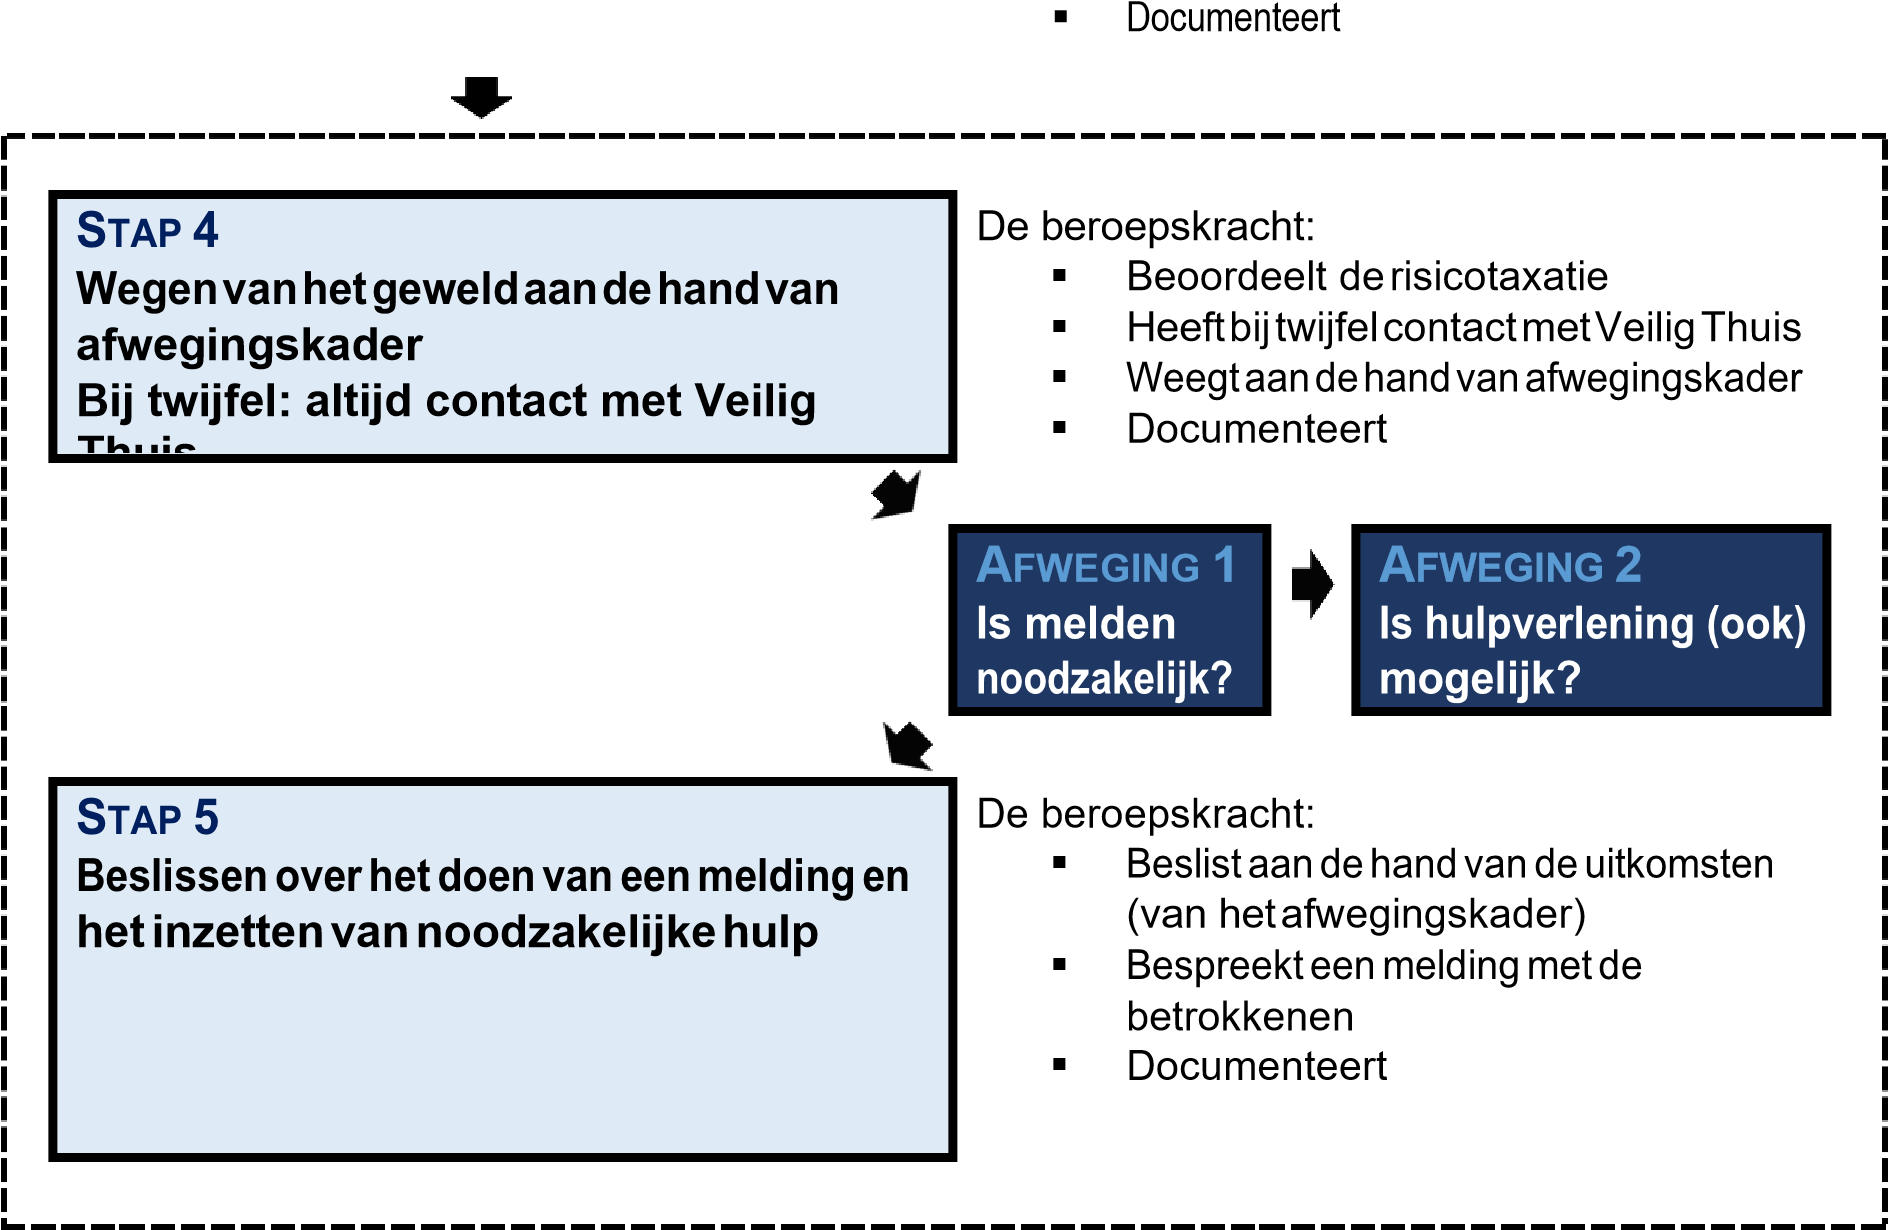 ▪ Documenteert
STAP 4
Wegen van het geweld aan de hand van
afwegingskader
Bij twijfel: altijd contact met Veilig
Thuis
De beroepskracht:
▪ Beoordeelt de risicotaxatie
▪ Heeft bij twijfel contact met Veilig Thuis
▪ Weegt aan de hand van afwegingskader
▪ Documenteert
AFWEGING 1
Is melden
noodzakelijk?
AFWEGING 2
Is hulpverlening (ook)
mogelijk?
STAP 5
Beslissen over het doen van een melding en
het inzetten van noodzakelijke hulp
De beroepskracht:
▪ Beslist aan de hand van de uitkomsten
(van het afwegingskader)
▪ Bespreekt een melding met de
betrokkenen
▪ Documenteert